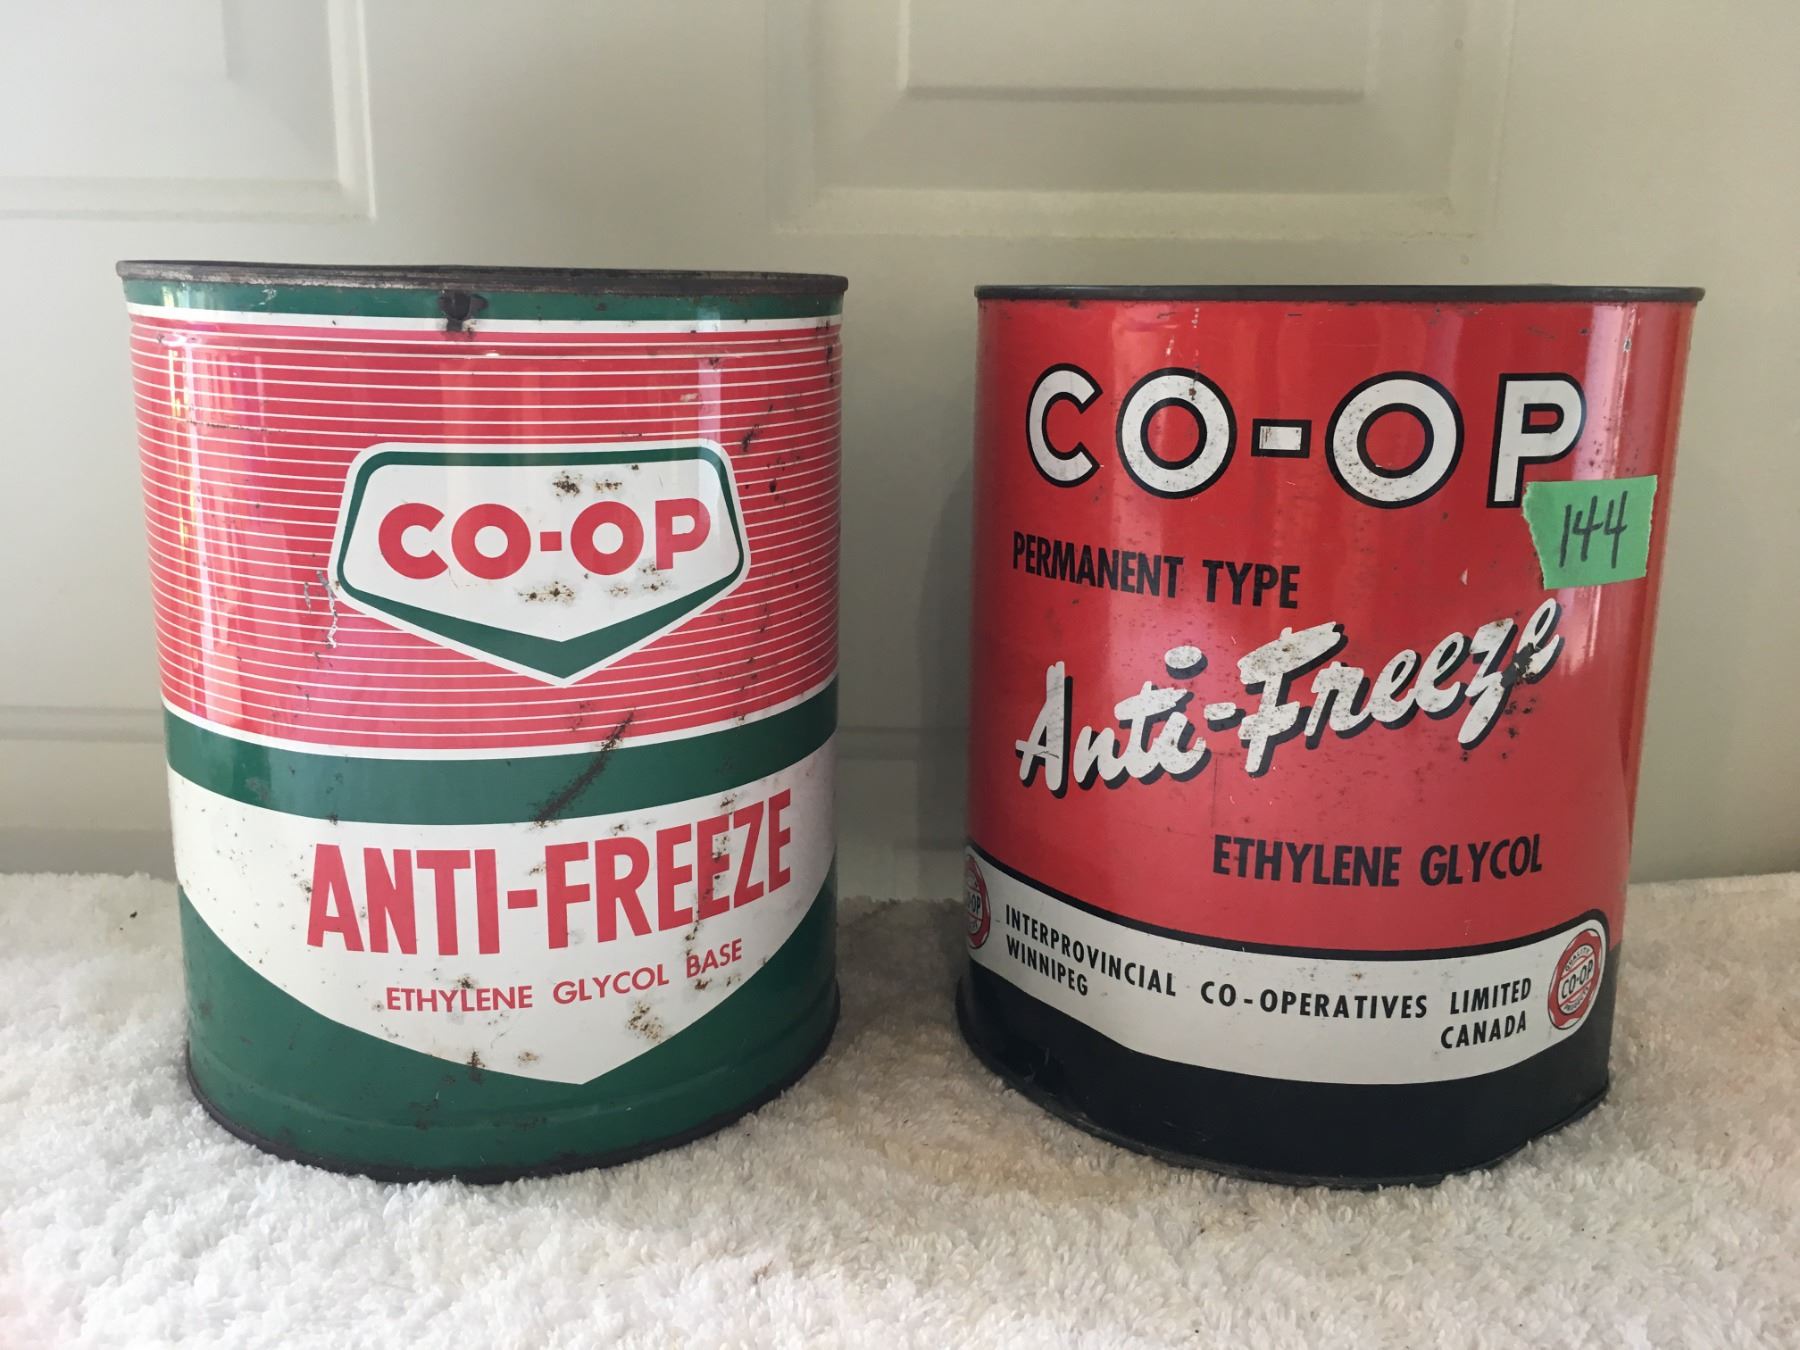 CO-OP
ANTI-FREEZE
ETHYLENE GLYCOL BASE
CO-OP
144
PERMANENT TYPE
Anti-Freeze
ETHYLENE GLYCOL
INTERPROVINCIAL CO-OPERATIVES LIMITED
WINNIPEG CANADA
CO-OP